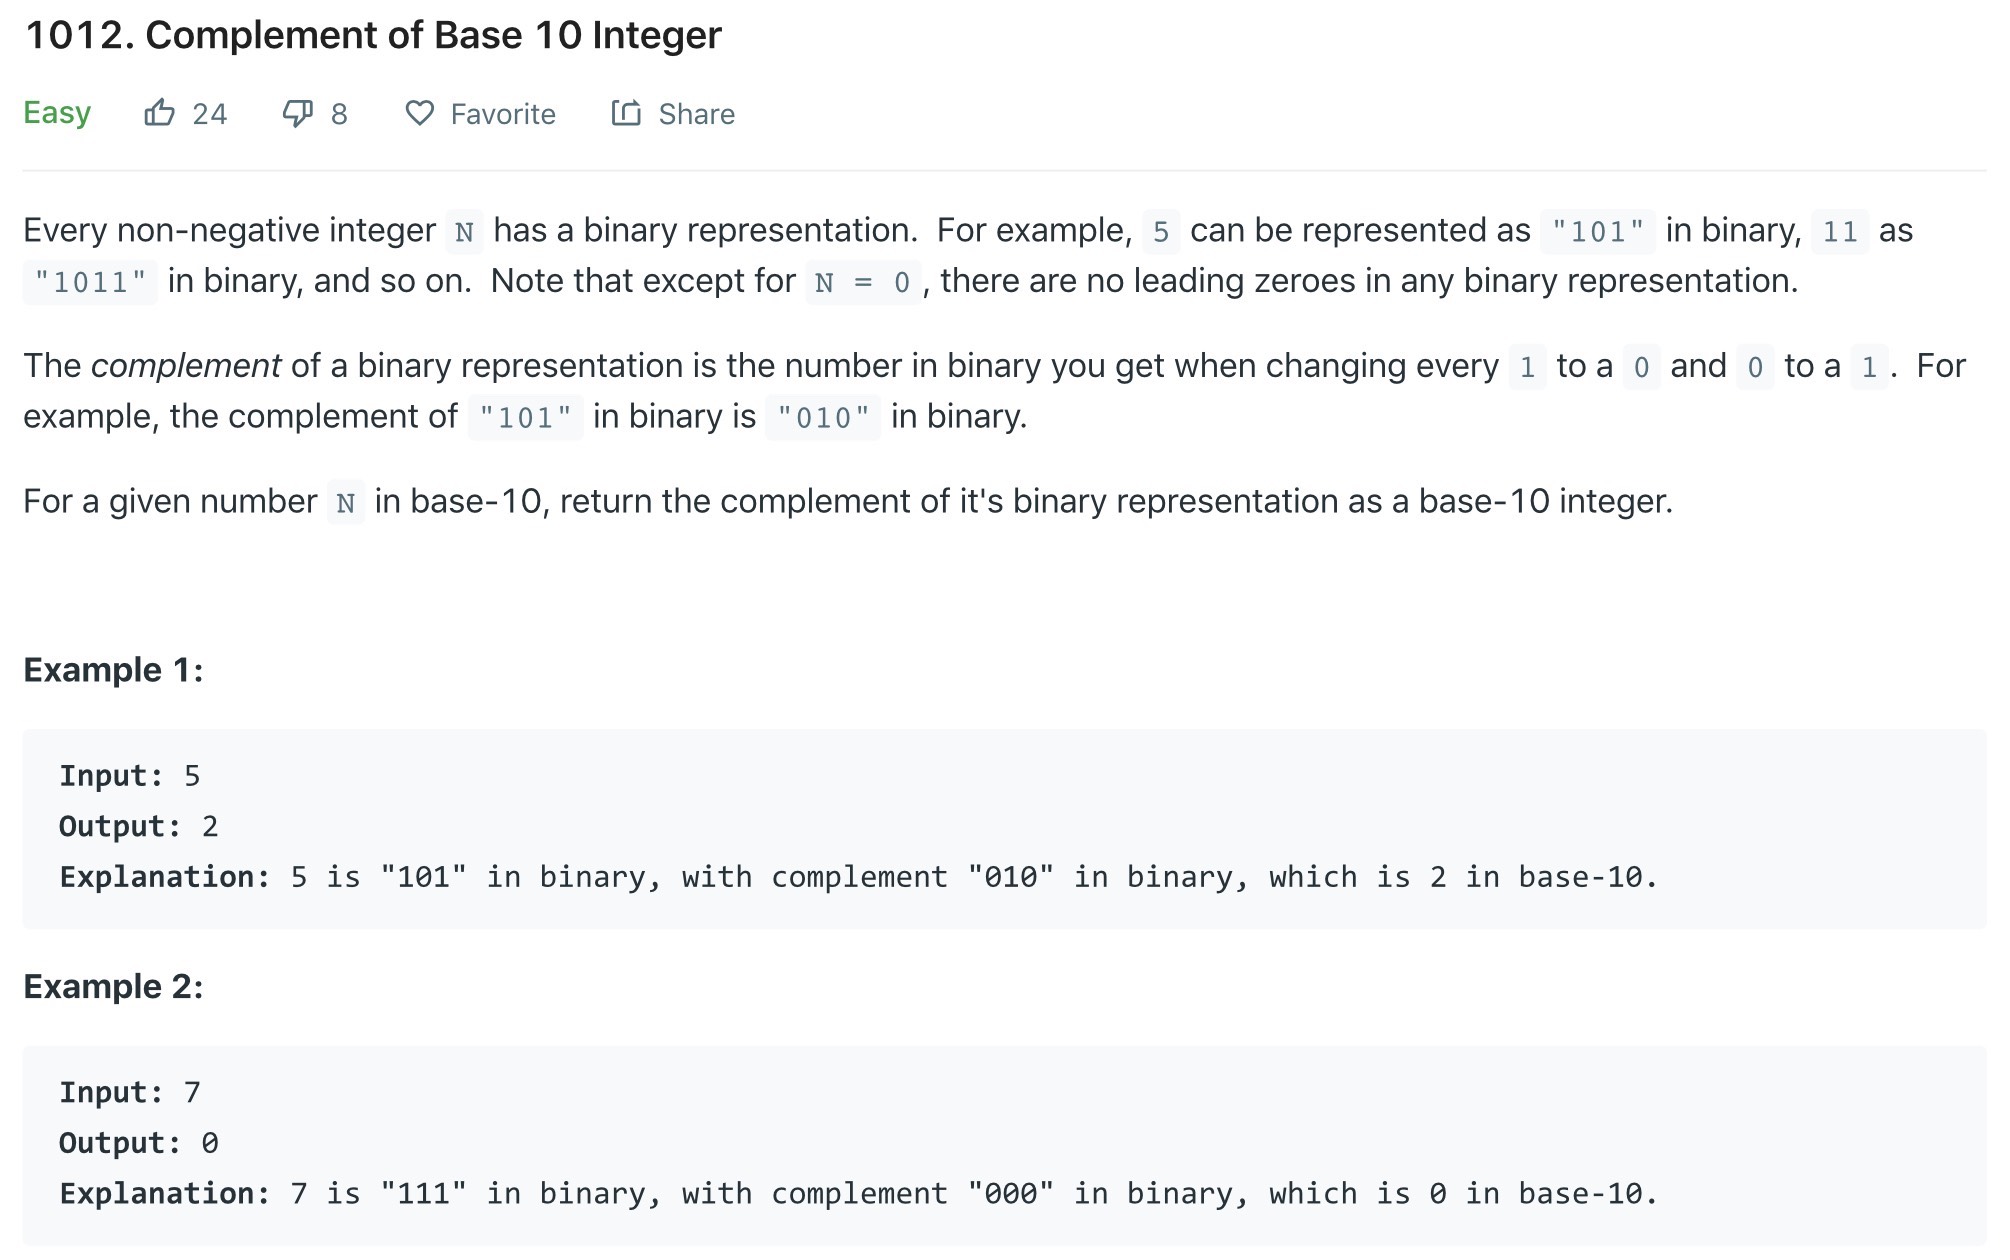 1012. Complement of Base 10 Integer
Easy 24 8 Favorite Share
Every non-negative integer N has a binary representation. For example, 5 can be represented as "101" in binary, 11 as
"1011" in binary, and so on. Note that except for N = 0, there are no leading zeroes in any binary representation.
The complement of a binary representation is the number in binary you get when changing every 1 to a 0 and 0 to a 1. For
example, the complement of "101" in binary is "010" in binary.
For a given number N in base-10, return the complement of it's binary representation as a base-10 integer.
Example 1:
Input: 5
Output: 2
Explanation: 5 is "101" in binary, with complement "010" in binary, which is 2 in base-10.
Example 2:
Input: 7
Output: 0
Explanation: 7 is "111" in binary, with complement "000" in binary, which is 0 in base-10.